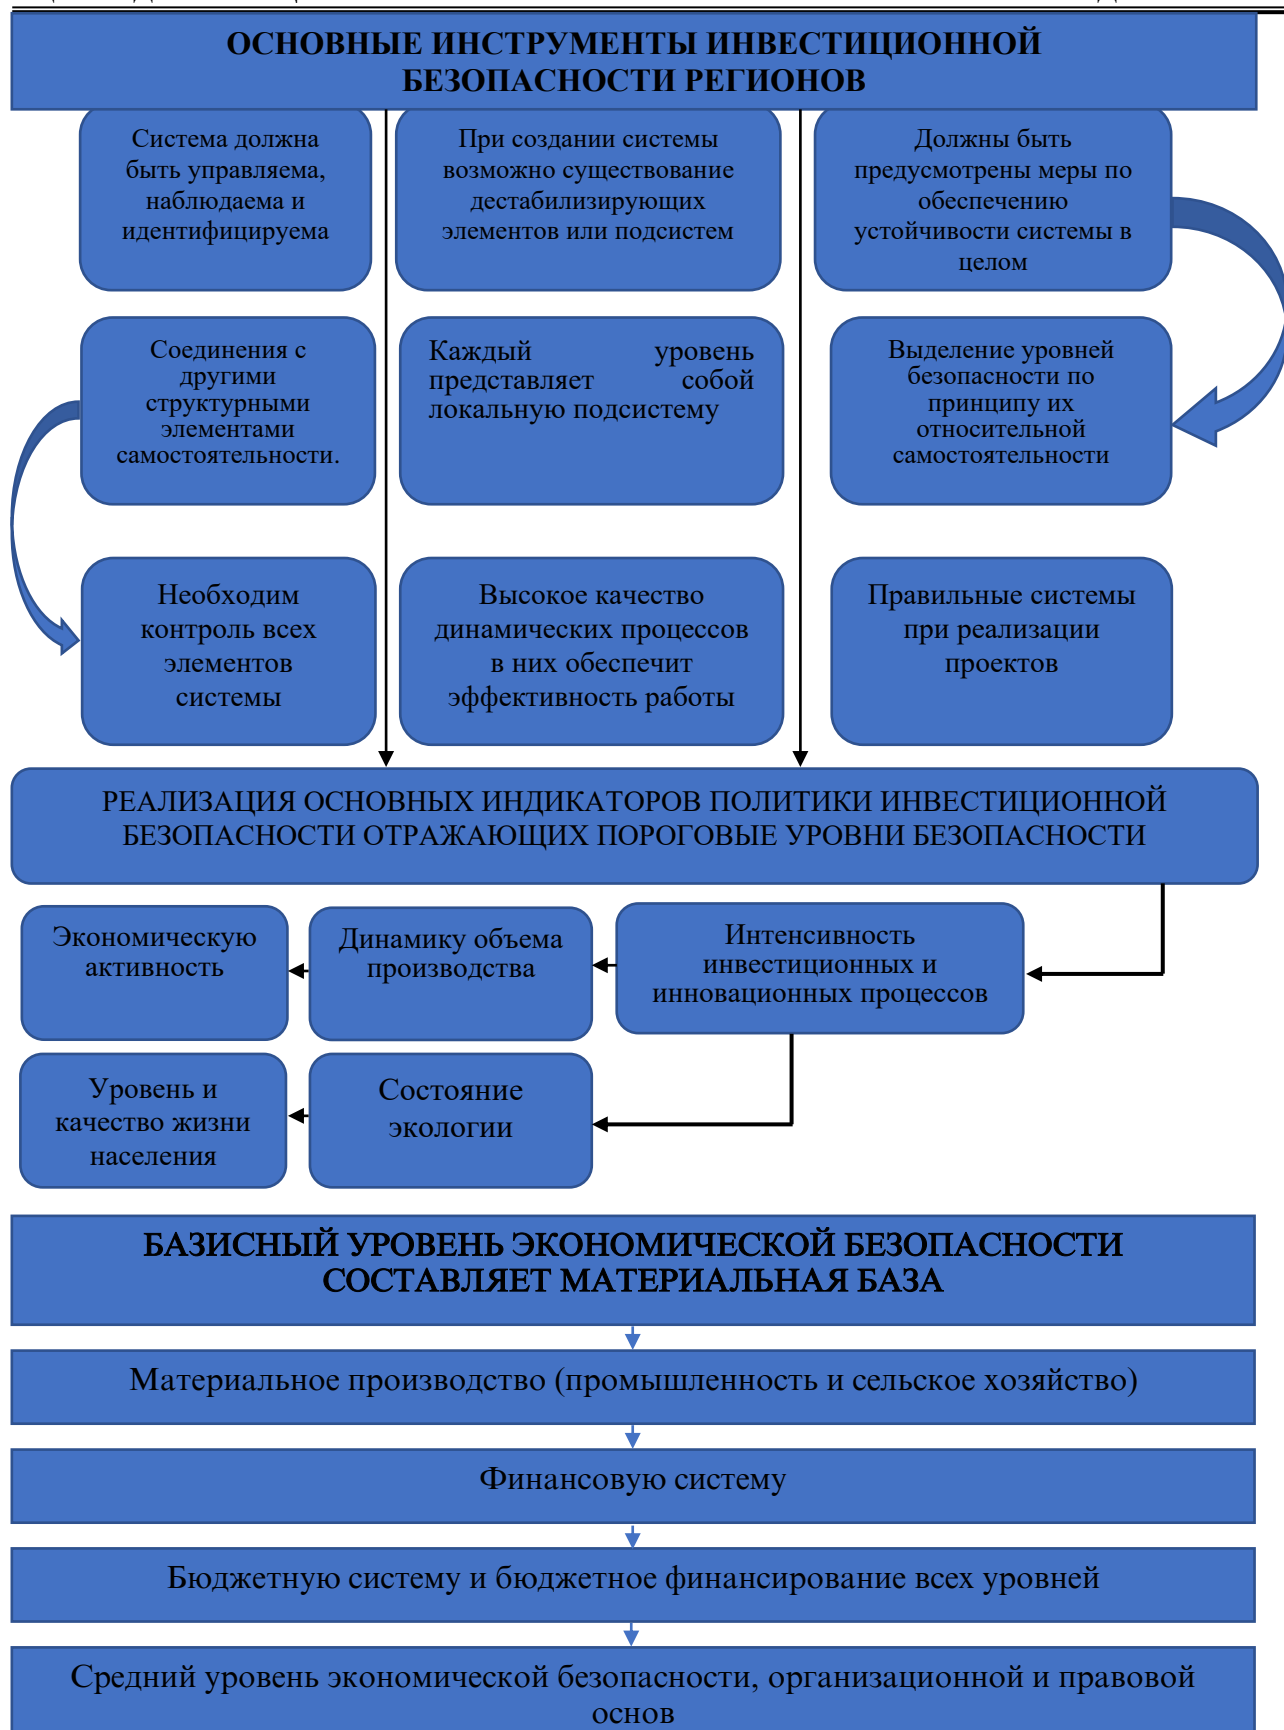 ОСНОВНЫЕ ИНСТРУМЕНТЫ ИНВЕСТИЦИОННОЙ
БЕЗОПАСНОСТИ РЕГИОНОВ
Система должна
быть управляема,
наблюдаема и
идентифицируема
При создании системы
возможно существование
дестабилизирующих
элементов или подсистем
Должны быть
предусмотрены меры по
обеспечению
устойчивости системы в
целом
Соединения с
другими
структурными
элементами
самостоятельности.
Каждый уровень
представляет собой
локальную подсистему
Выделение уровней
безопасности по
принципу их
относительной
самостоятельности
Необходим
контроль всех
элементов
системы
Высокое качество
динамических процессов
в них обеспечит
эффективность работы
Правильные системы
при реализации
проектов
РЕАЛИЗАЦИЯ ОСНОВНЫХ ИНДИКАТОРОВ ПОЛИТИКИ ИНВЕСТИЦИОННОЙ
БЕЗОПАСНОСТИ ОТРАЖАЮЩИХ ПОРОГОВЫЕ УРОВНИ БЕЗОПАСНОСТИ
Экономическую
активность
Динамику объема
производства
Интенсивность
инвестиционных и
инновационных процессов
Уровень и
качество жизни
населения
Состояние
экологии
БАЗИСНЫЙ УРОВЕНЬ ЭКОНОМИЧЕСКОЙ БЕЗОПАСНОСТИ
СОСТАВЛЯЕТ МАТЕРИАЛЬНАЯ БАЗА
Материальное производство (промышленность и сельское хозяйство)
Финансовую систему
Бюджетную систему и бюджетное финансирование всех уровней
Средний уровень экономической безопасности, организационной и правовой
основ